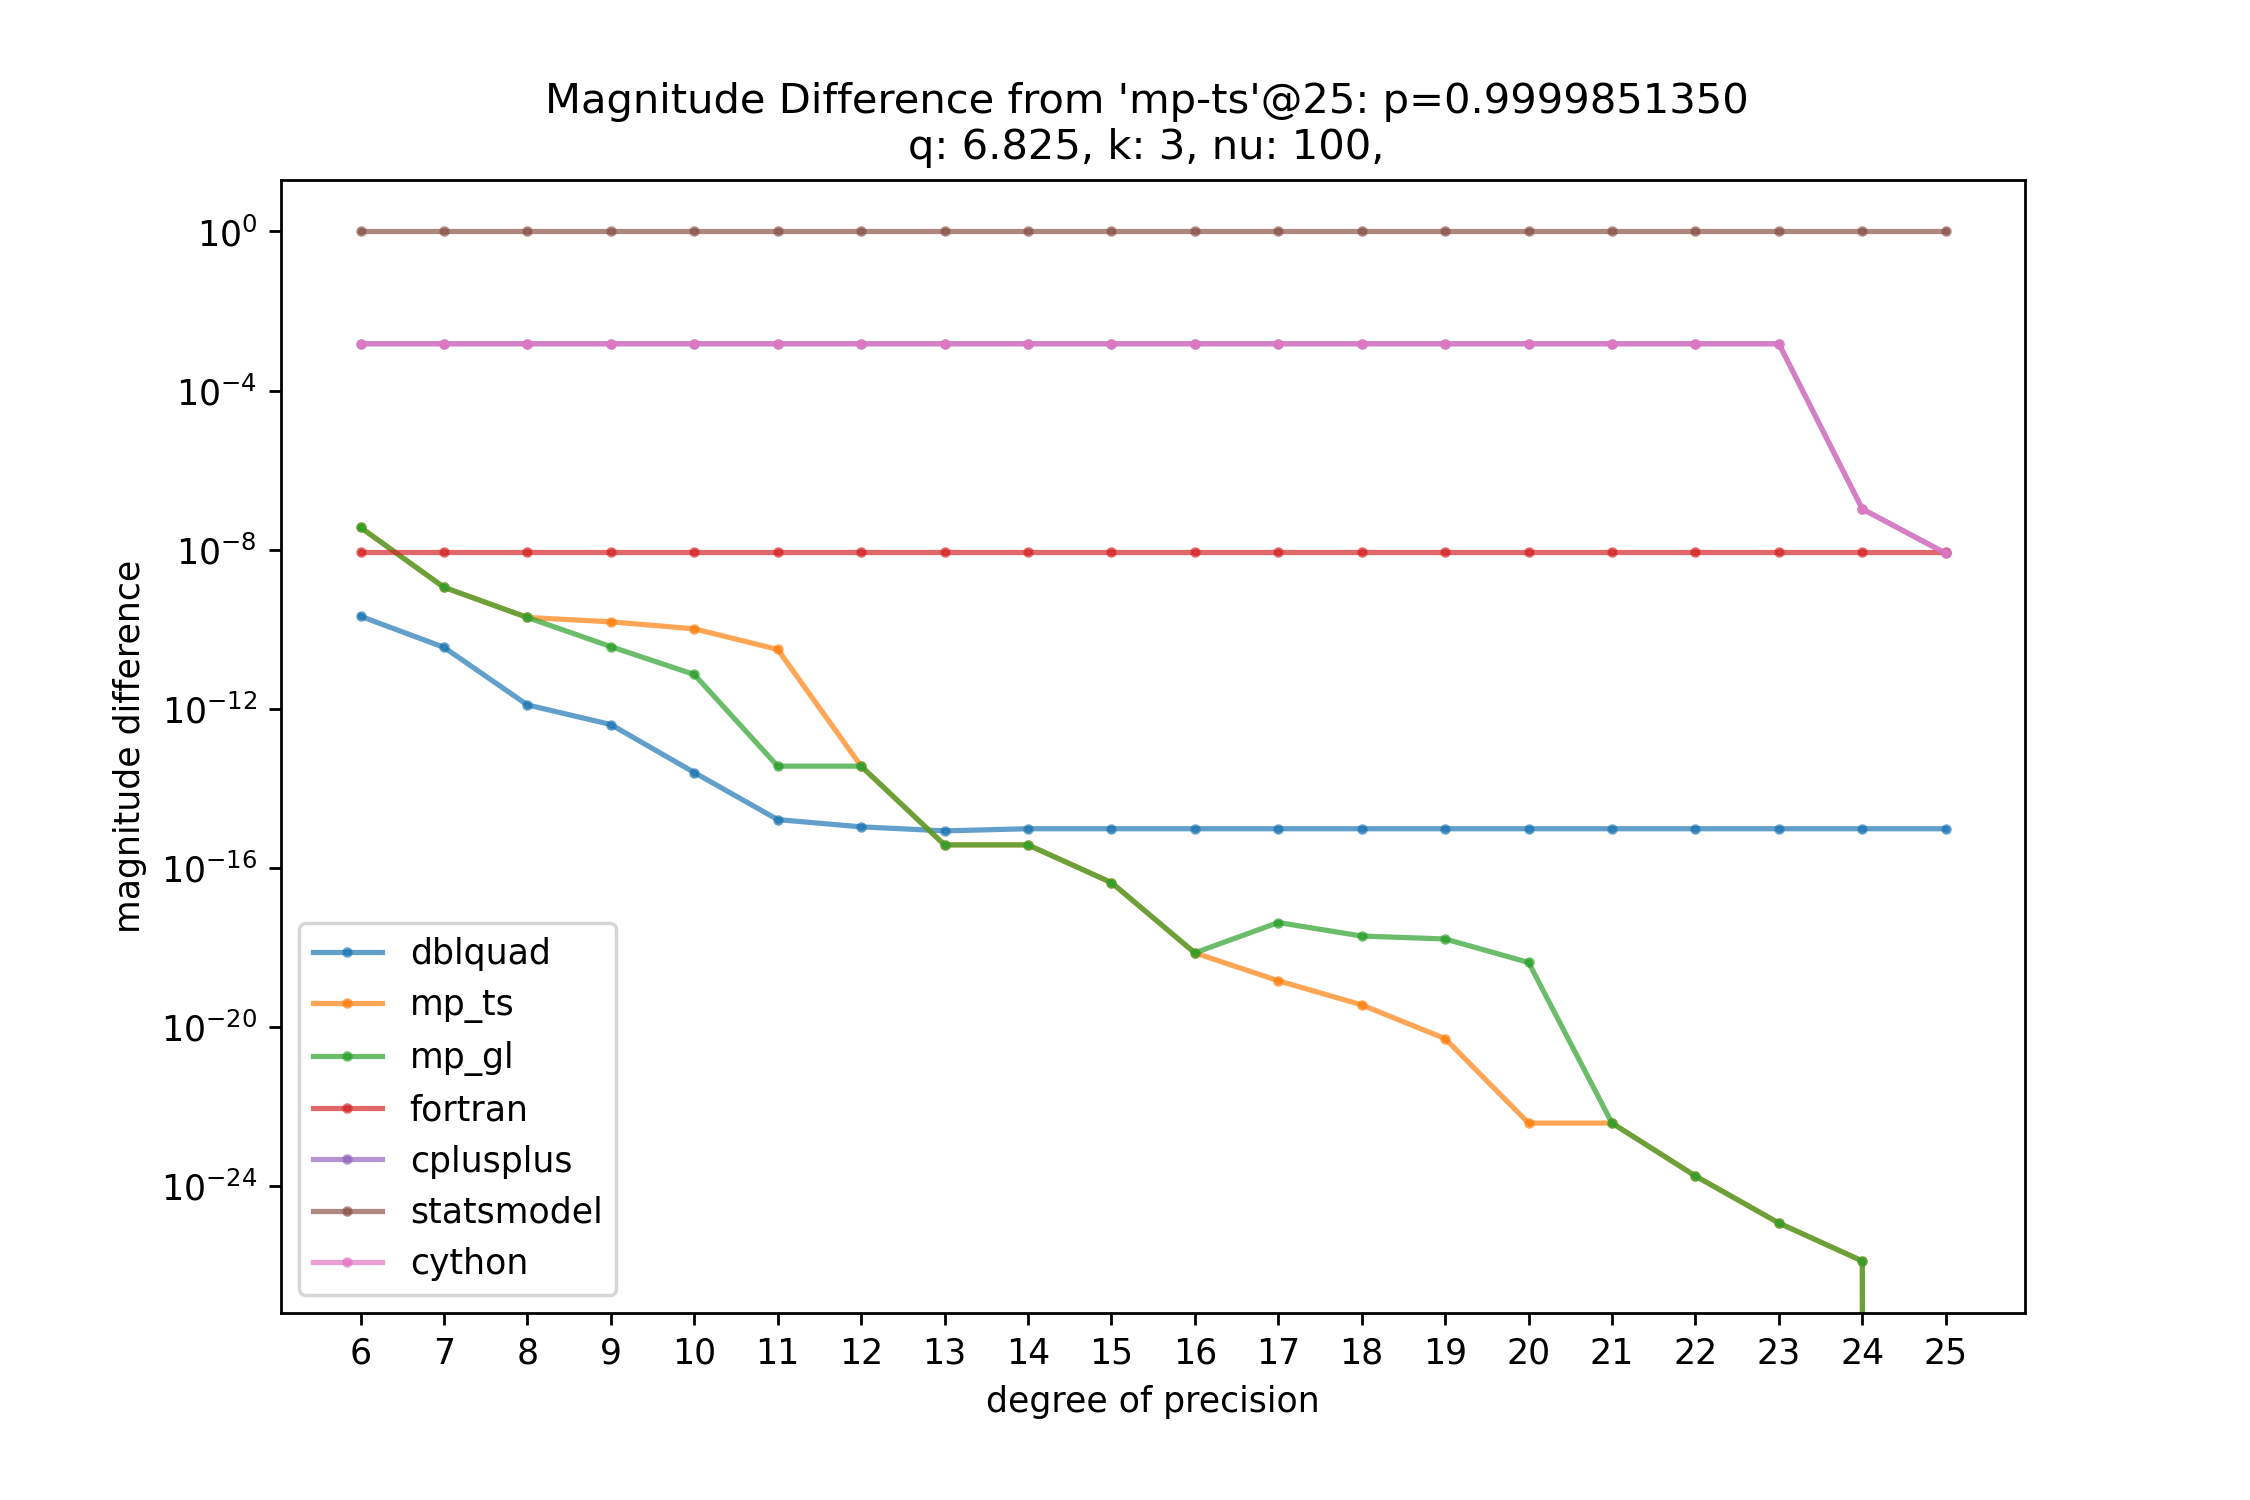 Magnitude Difference from 'mp-ts'@25: p=0.9999851350
q: 6.825, k: 3, nu: 100,
magnitude difference
10⁰
10⁻⁴
10⁻⁸
10⁻¹²
10⁻¹⁶
10⁻²⁰
10⁻²⁴
dblquad
mp_ts
mp_gl
fortran
cplusplus
statsmodel
cython
6 7 8 9 10 11 12 13 14 15 16 17 18 19 20 21 22 23 24 25
degree of precision